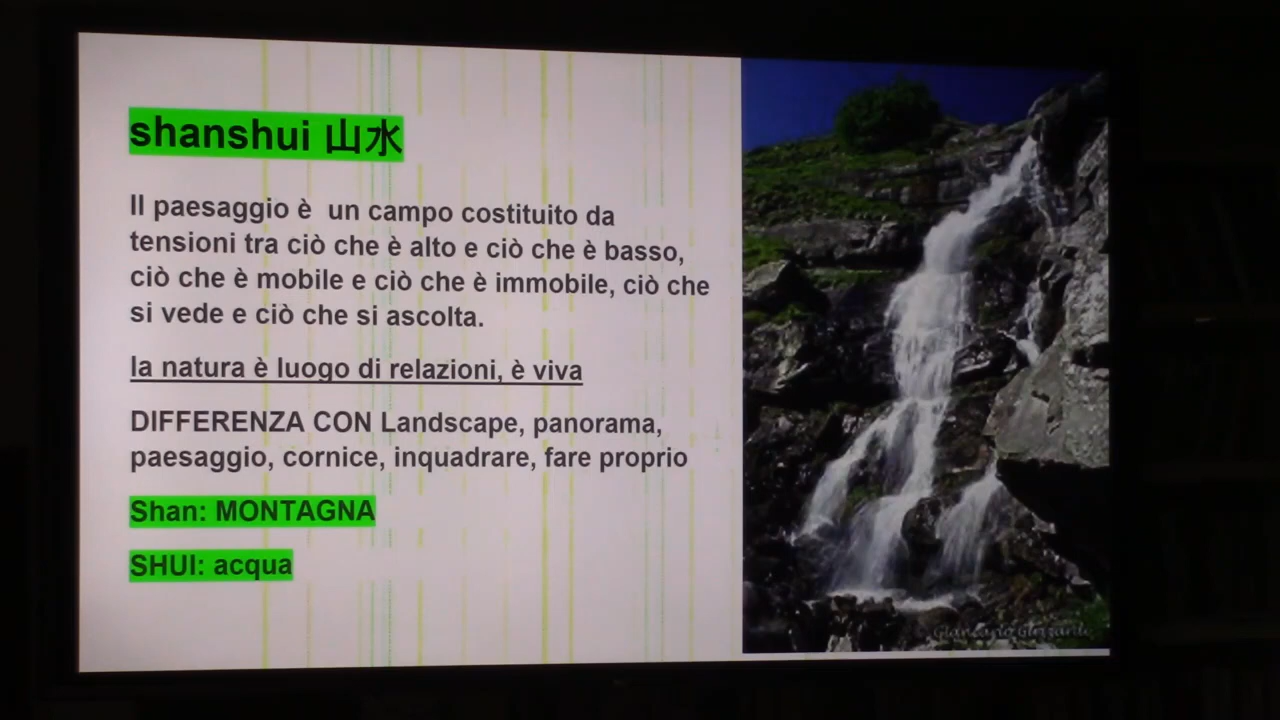 shanshui 山水
Il paesaggio è un campo costituito da
tensioni tra ciò che è alto e ciò che è basso,
ciò che è mobile e ciò che è immobile, ciò che
si vede e ciò che si ascolta.
la natura è luogo di relazioni, è viva
DIFFERENZA CON Landscape, panorama,
paesaggio, cornice, inquadrare, fare proprio
Shan: MONTAGNA
SHUI: acqua